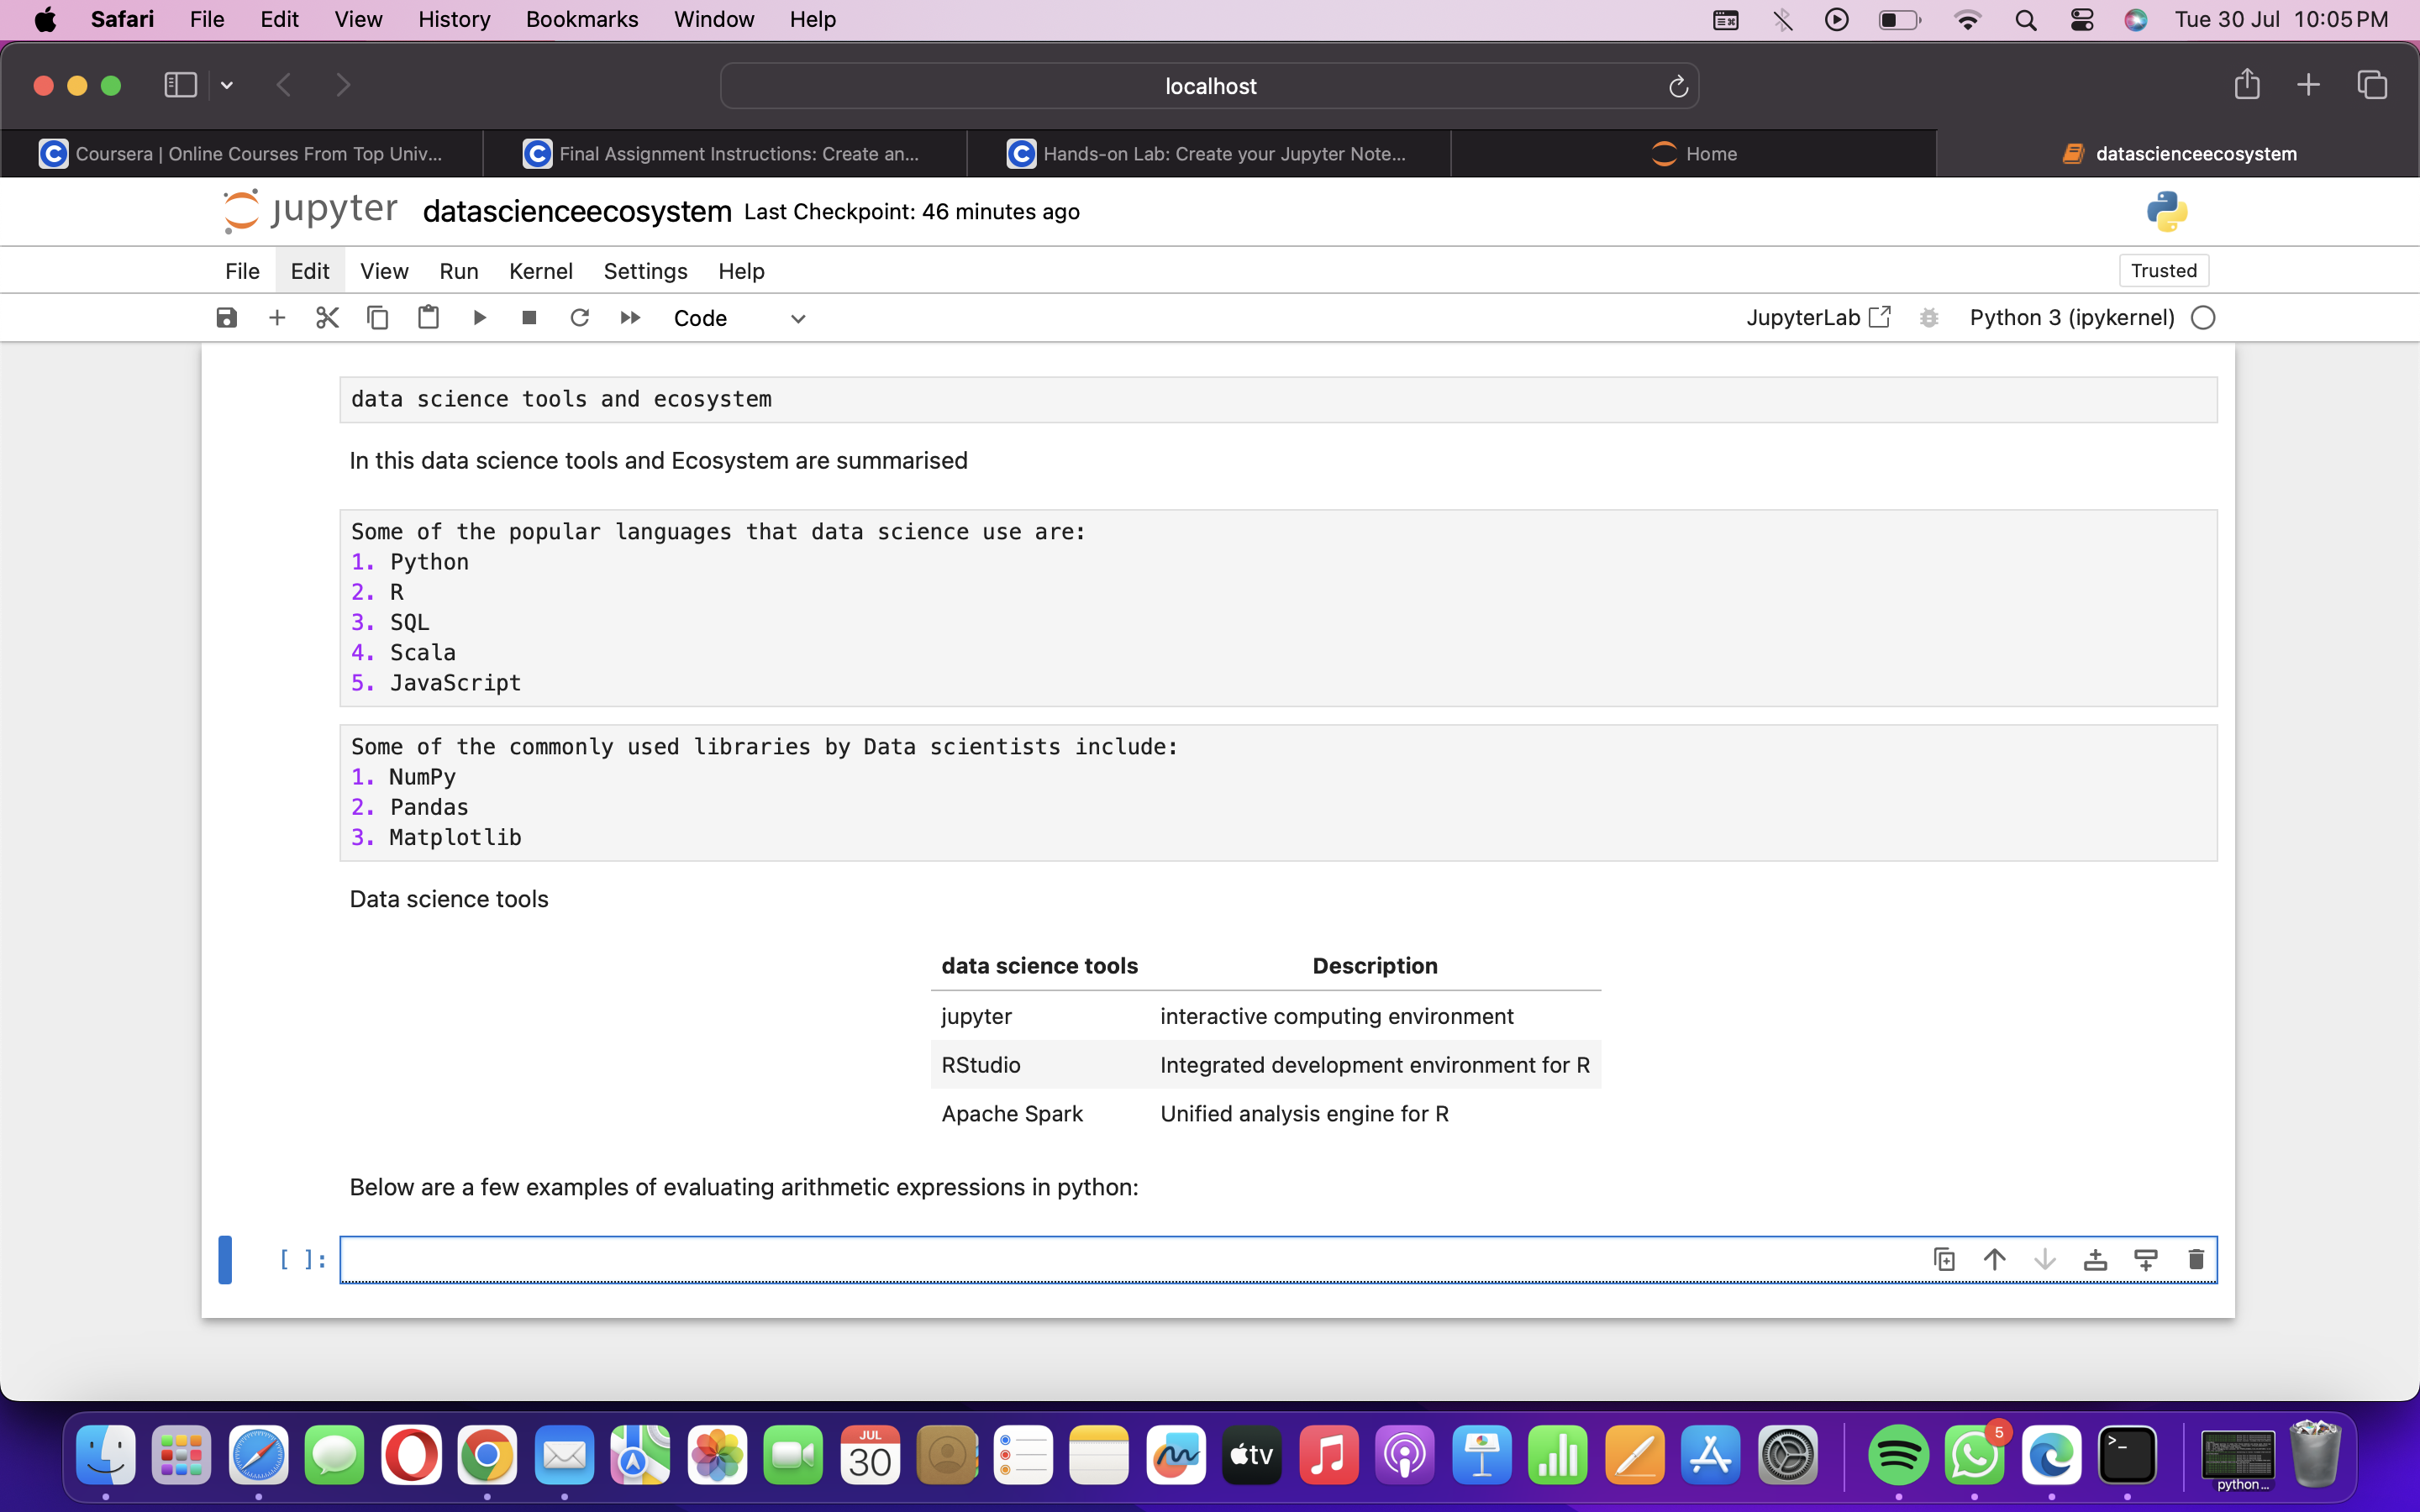 Safari File Edit View History Bookmarks Window Help Tue 30 Jul 10:05 PM
localhost
Coursera | Online Courses From Top Univ... Final Assignment Instructions: Create an... Hands-on Lab: Create your Jupyter Note... Home datascienceecosystem
jupyter datascienceecosystem Last Checkpoint: 46 minutes ago
File Edit View Run Kernel Settings Help Trusted
Code JupyterLab Python 3 (ipykernel)
data science tools and ecosystem
In this data science tools and Ecosystem are summarised
Some of the popular languages that data science use are:
1. Python
2. R
3. SQL
4. Scala
5. JavaScript
Some of the commonly used libraries by Data scientists include:
1. NumPy
2. Pandas
3. Matplotlib
Data science tools
data science tools Description
jupyter interactive computing environment
RStudio Integrated development environment for R
Apache Spark Unified analysis engine for R
Below are a few examples of evaluating arithmetic expressions in python:
[ ]:
JUL
30
tv
5
>_
python...